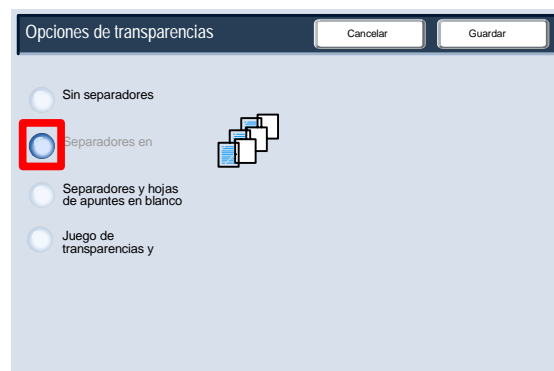 Opciones de transparencias
Cancelar
Guardar
Sin separadores
Separadores en
Separadores y hojas
de apuntes en blanco
Juego de
transparencias y